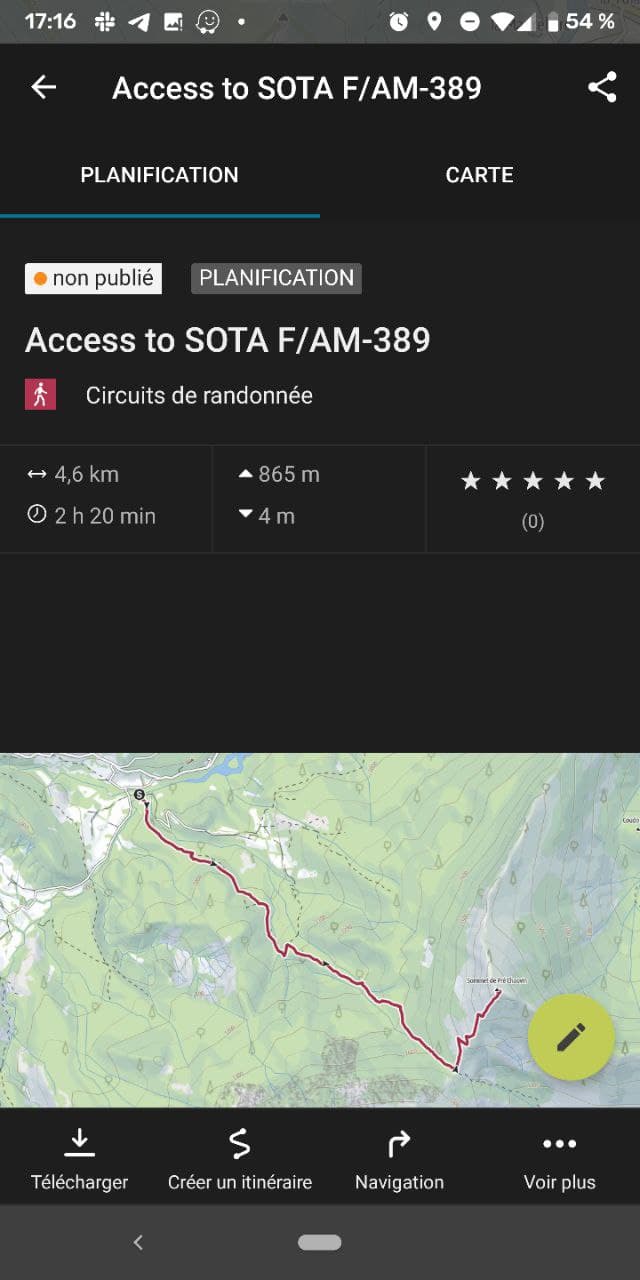 17:16
54 %
Access to SOTA F/AM-389
PLANIFICATION
CARTE
non publié
PLANIFICATION
Access to SOTA F/AM-389
Circuits de randonnée
4,6 km
865 m
2 h 20 min
4 m
(0)
S
Sommet de Pré Chauvin
Télécharger
Créer un itinéraire
Navigation
Voir plus